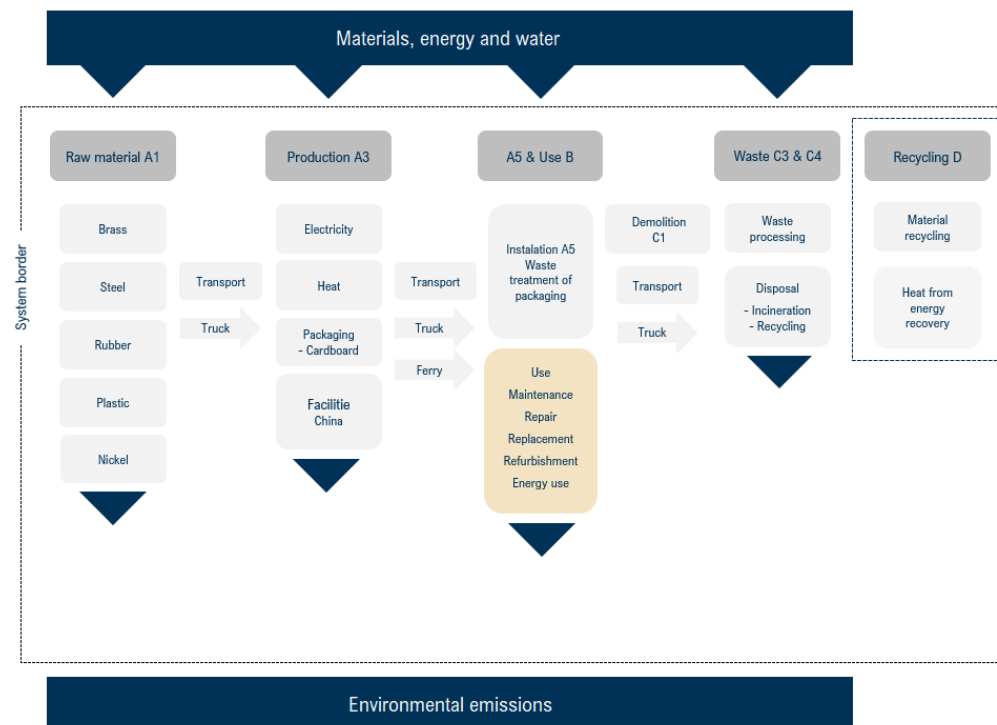 Materials, energy and water
System border
Raw material A1
Brass
Steel
Rubber
Plastic
Nickel
Transport
Truck
Production A3
Electricity
Heat
Packaging
- Cardboard
Facilitie
China
Transport
Truck
Ferry
A5 & Use B
Instalation A5
Waste
treatment of
packaging
Use
Maintenance
Repair
Replacement
Refurbishment
Energy use
Demolition
C1
Transport
Truck
Waste C3 & C4
Waste
processing
Disposal
- Incineration
- Recycling
Recycling D
Material
recycling
Heat from
energy
recovery
Environmental emissions